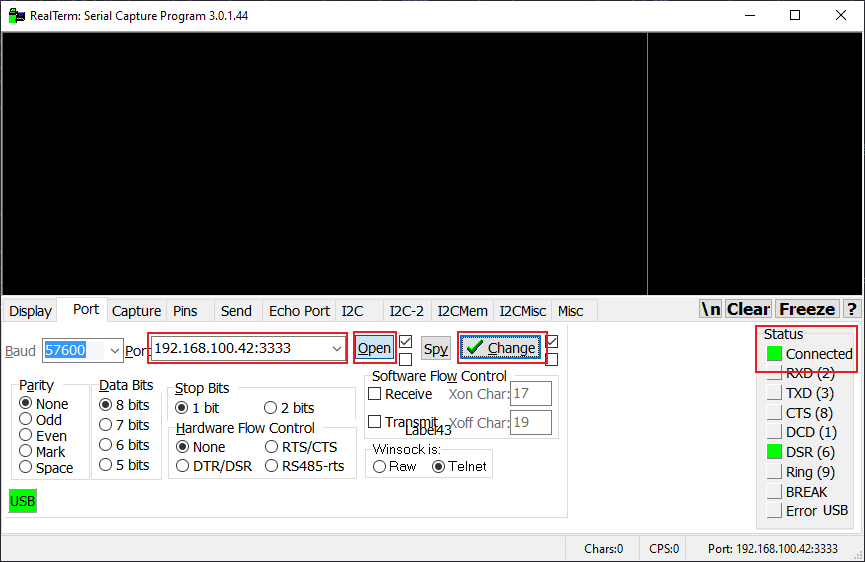 RealTerm: Serial Capture Program 3.0.1.44
Display Port Capture Pins Send Echo Port I2C I2C-2 I2CMem I2CMisc Misc \n Clear Freeze ?
Baud 57600 Port 192.168.100.42:3333 Open Spy Change
Status
Connected
RXD (2)
TXD (3)
CTS (8)
DCD (1)
DSR (6)
Ring (9)
BREAK
Error USB
Parity
None
Odd
Even
Mark
Space
Data Bits
8 bits
7 bits
6 bits
5 bits
Stop Bits
1 bit 2 bits
Hardware Flow Control
None RTS/CTS
DTR/DSR RS485-rts
Software Flow Control
Receive Xon Char: 17
Transmit Xoff Char: 19
Label43
Winsock is:
Raw Telnet
USB
Chars:0 CPS:0 Port: 192.168.100.42:3333